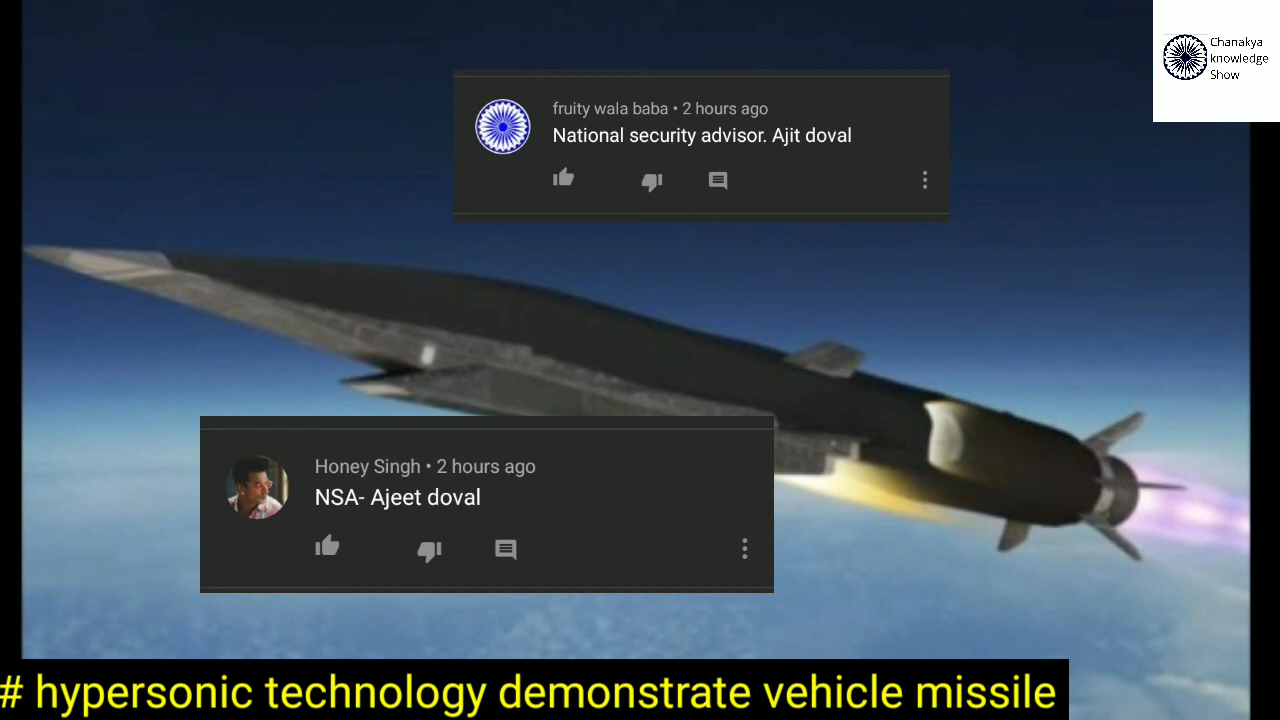 Chanakya
knowledge
Show
fruity wala baba • 2 hours ago
National security advisor. Ajit doval
Honey Singh • 2 hours ago
NSA- Ajeet doval
# hypersonic technology demonstrate vehicle missile